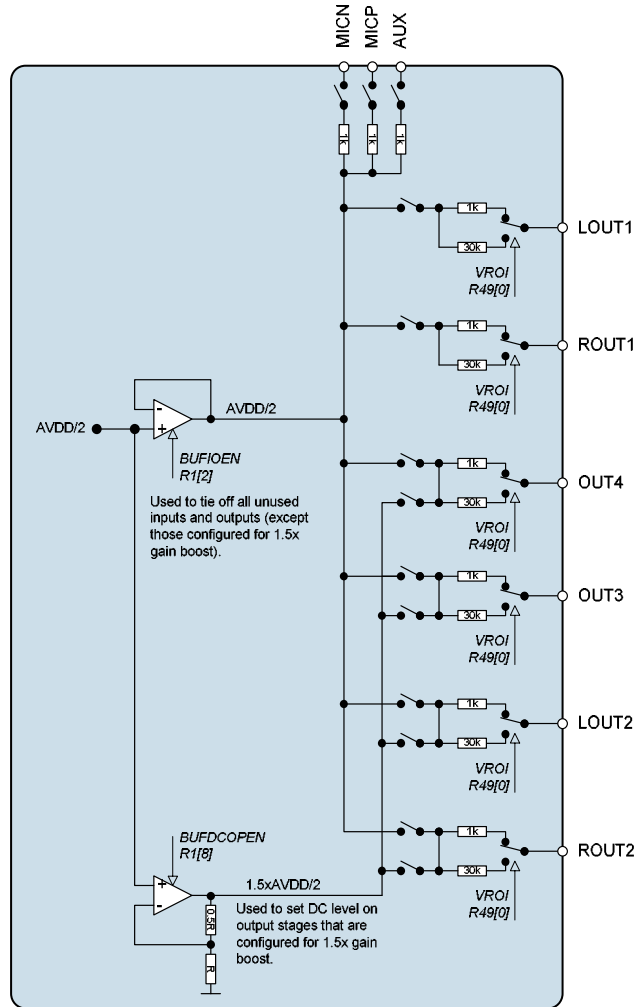 MICN
MICP
AUX
1k
1k
1k
1k
LOUT1
30k
VROI
R49[0]
1k
ROUT1
30k
VROI
R49[0]
AVDD/2
AVDD/2
-
+
BUFIOEN
R1[2]
Used to tie off all unused
inputs and outputs (except
those configured for 1.5x
gain boost).
1k
OUT4
30k
VROI
R49[0]
1k
OUT3
30k
VROI
R49[0]
1k
LOUT2
30k
VROI
R49[0]
1k
ROUT2
30k
VROI
R49[0]
BUFDCOPEN
R1[8]
+
-
1.5xAVDD/2
0.5R
R
Used to set DC level on
output stages that are
configured for 1.5x gain
boost.